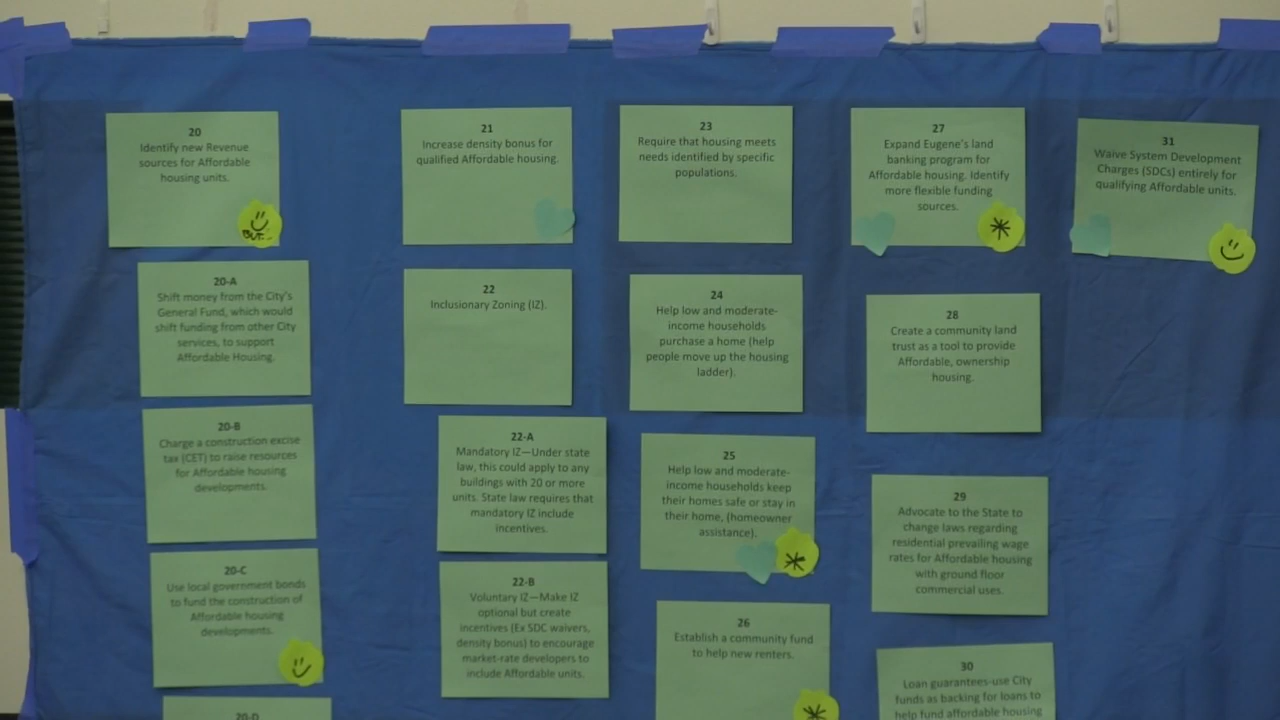 20
Identify new Revenue
sources for Affordable
housing units.
BUT...
20-A
Shift money from the City's
General Fund, which would
shift funding from other City
services, to support
Affordable Housing.
20-B
Charge a construction excise
tax (CET) to raise resources
for Affordable housing
developments.
20-C
Use local government bonds
to fund the construction of
Affordable housing
developments.
20-D
21
Increase density bonus for
qualified Affordable housing.
22
Inclusionary Zoning (IZ).
22-A
Mandatory IZ—Under state
law, this could apply to any
buildings with 20 or more
units. State law requires that
mandatory IZ include
incentives.
22-B
Voluntary IZ—Make IZ
optional but create
incentives (Ex SDC waivers,
density bonus) to encourage
market-rate developers to
include Affordable units.
23
Require that housing meets
needs identified by specific
populations.
24
Help low and moderate-
income households
purchase a home (help
people move up the housing
ladder).
25
Help low and moderate-
income households keep
their homes safe or stay in
their home, (homeowner
assistance).
26
Establish a community fund
to help new renters.
27
Expand Eugene's land
banking program for
Affordable housing. Identify
more flexible funding
sources.
28
Create a community land
trust as a tool to provide
Affordable, ownership
housing.
29
Advocate to the State to
change laws regarding
residential prevailing wage
rates for Affordable housing
with ground floor
commercial uses.
30
Loan guarantees-use City
funds as backing for loans to
help fund affordable housing
31
Waive System Development
Charges (SDCs) entirely for
qualifying Affordable units.